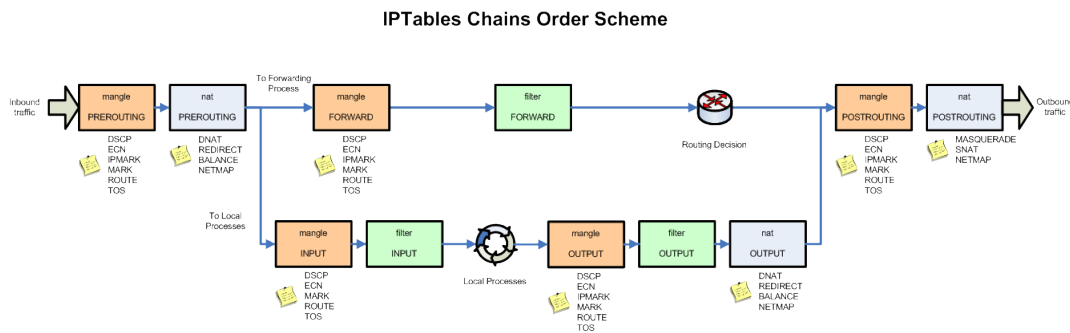 IPTables Chains Order Scheme
Inbound
traffic
mangle
PREROUTING
DSCP
ECN
IPMARK
MARK
ROUTE
TOS
nat
PREROUTING
DNAT
REDIRECT
BALANCE
NETMAP
To Forwarding
Process
mangle
FORWARD
DSCP
ECN
IPMARK
MARK
ROUTE
TOS
filter
FORWARD
Routing Decision
mangle
POSTROUTING
DSCP
ECN
IPMARK
MARK
ROUTE
TOS
nat
POSTROUTING
MASQUERADE
SNAT
NETMAP
Outbound
traffic
To Local
Processes
mangle
INPUT
DSCP
ECN
MARK
ROUTE
TOS
filter
INPUT
Local Processes
mangle
OUTPUT
DSCP
ECN
IPMARK
MARK
ROUTE
TOS
filter
OUTPUT
nat
OUTPUT
DNAT
REDIRECT
BALANCE
NETMAP